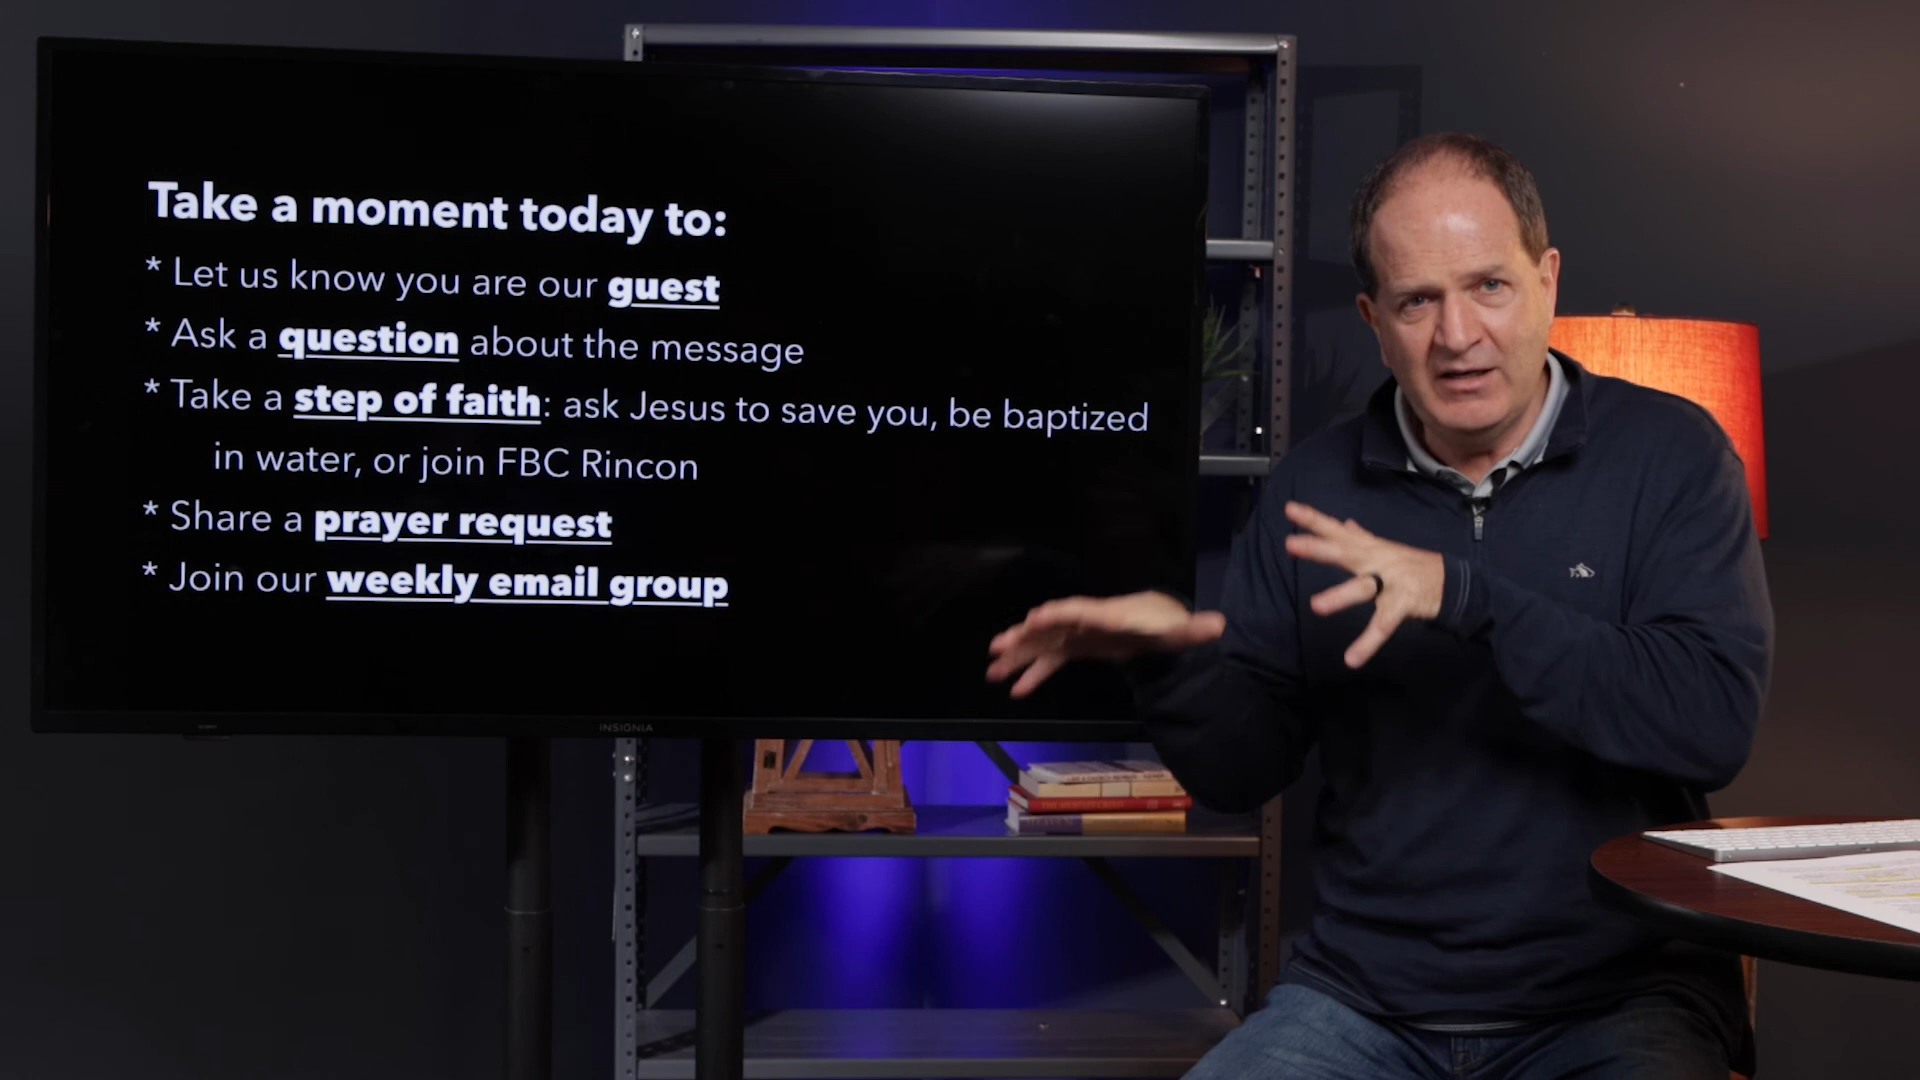 Take a moment today to:
* Let us know you are our guest
* Ask a question about the message
* Take a step of faith: ask Jesus to save you, be baptized
in water, or join FBC Rincon
* Share a prayer request
* Join our weekly email group
INSIGNIA